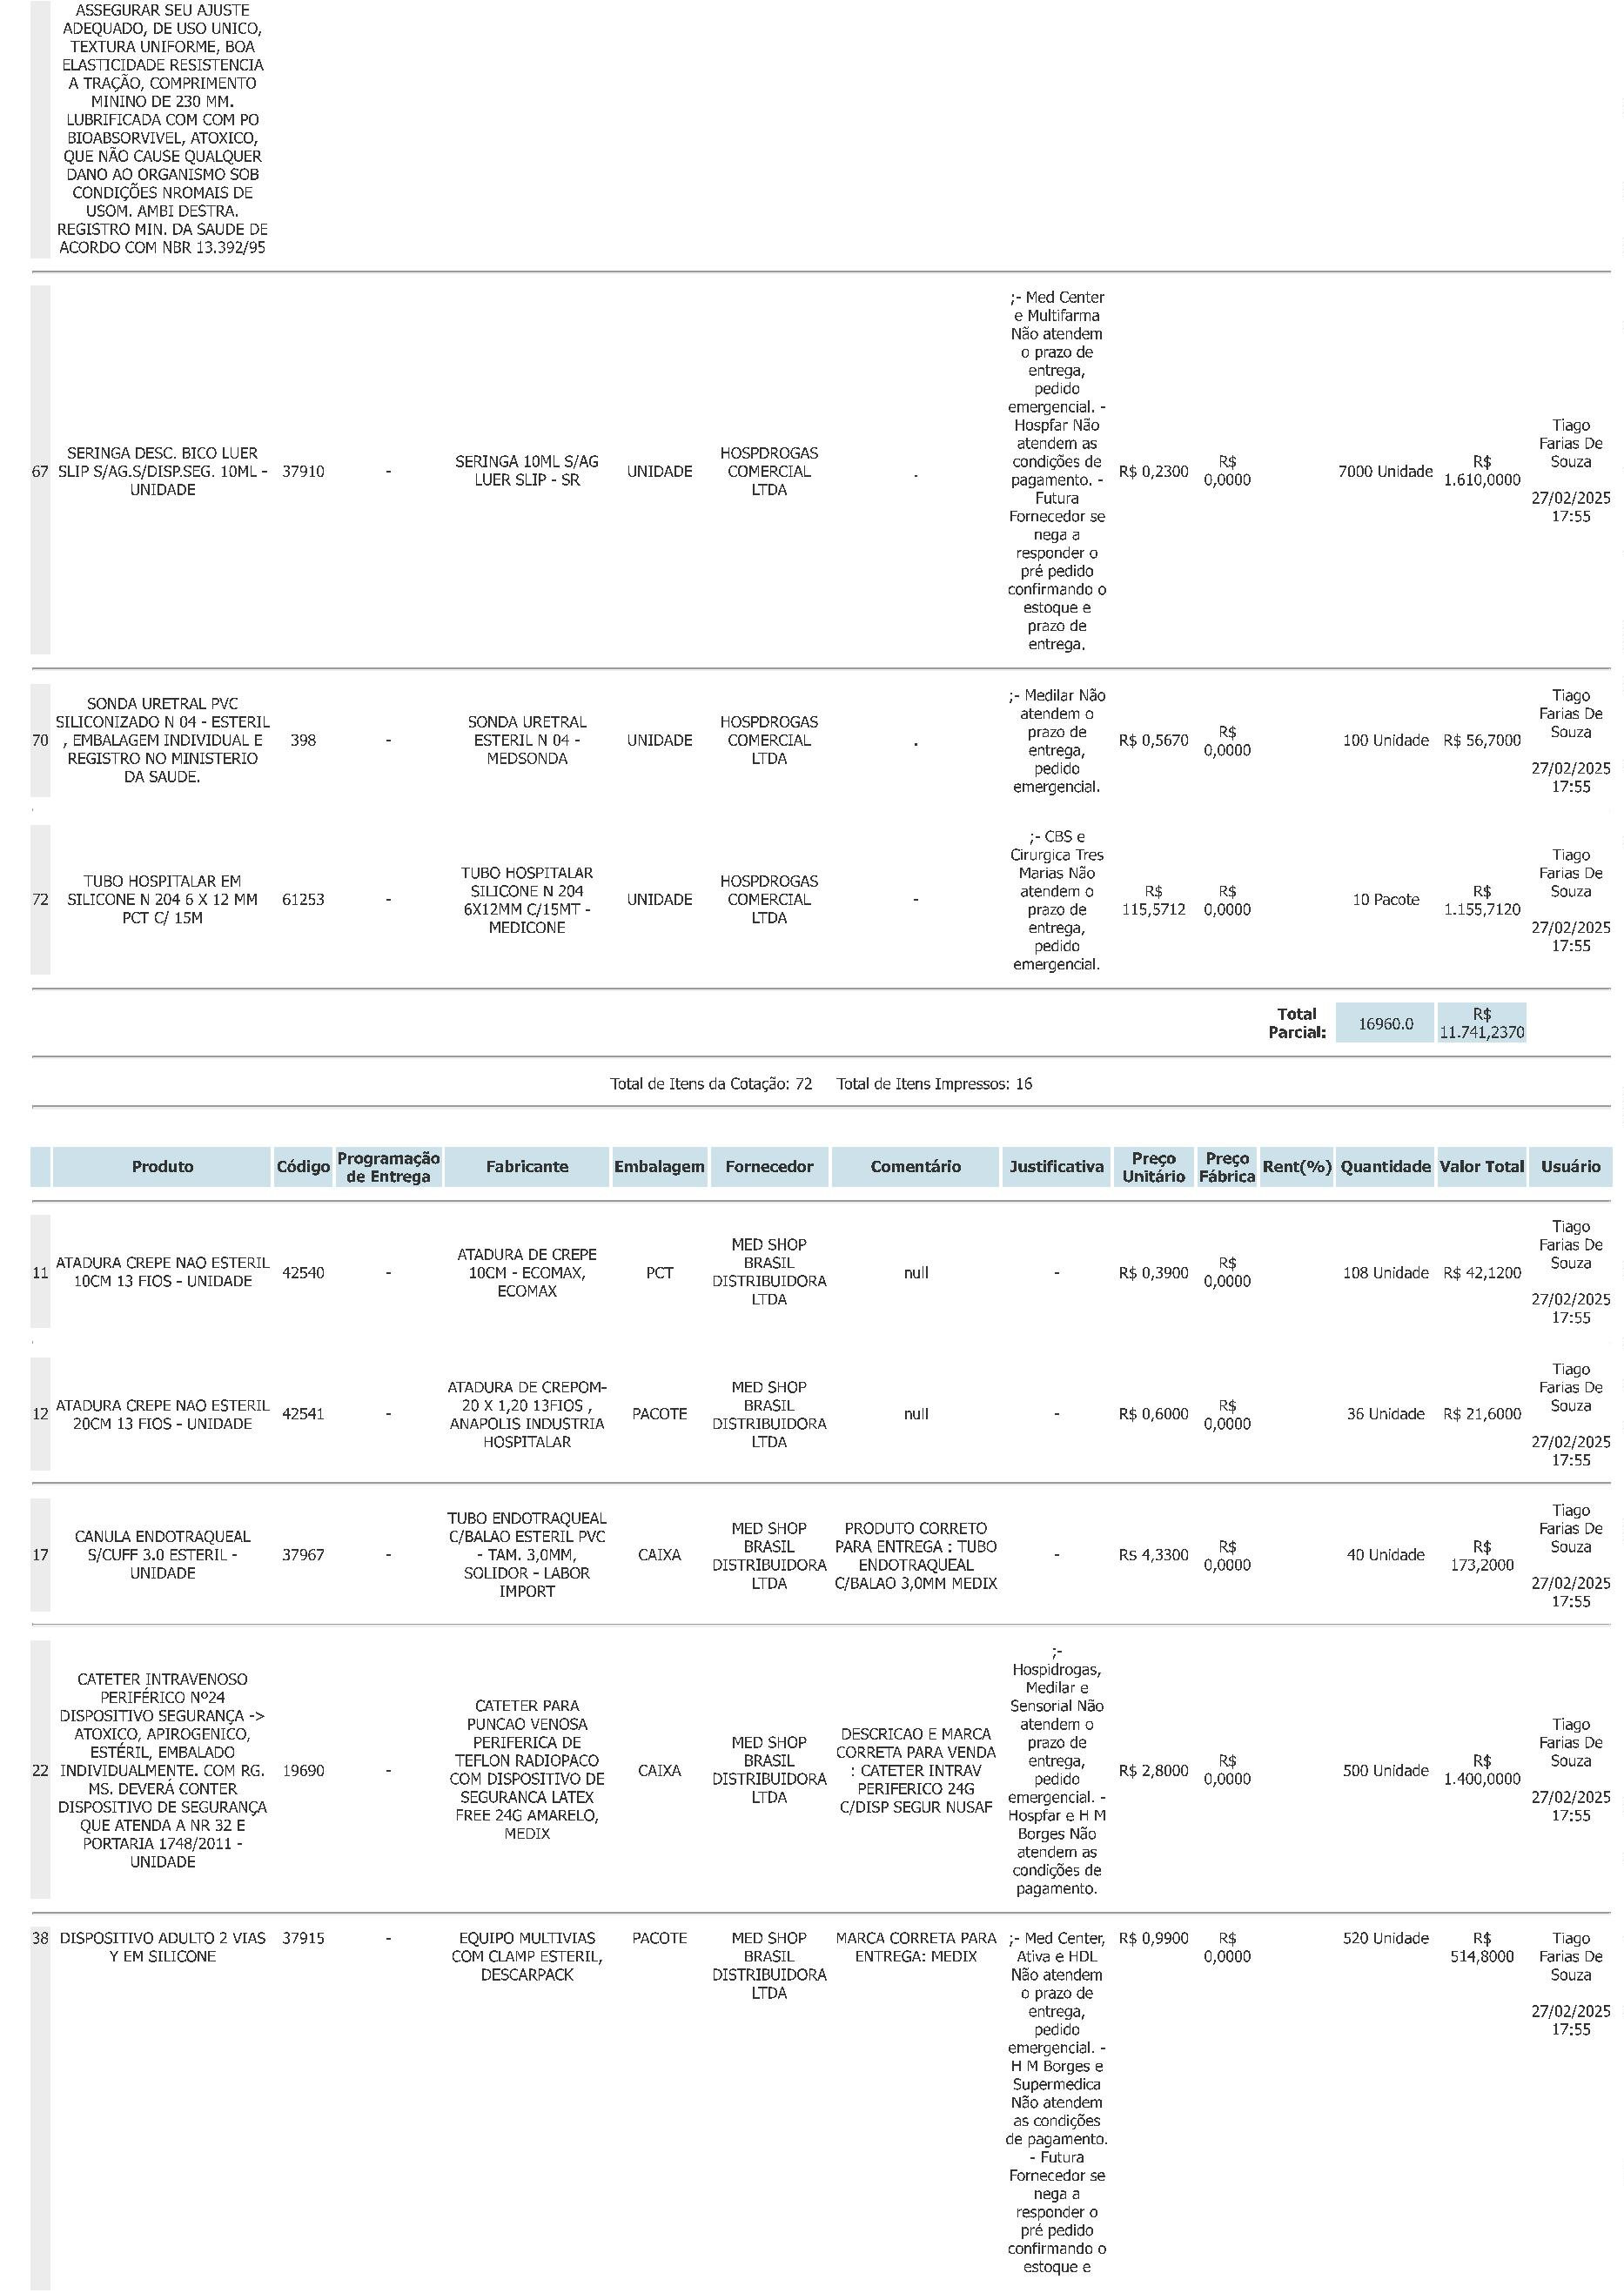 ASSEGURAR SEU AJUSTE
ADEQUADO, DE USO UNICO,
TEXTURA UNIFORME, BOA
ELASTICIDADE RESISTENCIA
A TRAÇÃO, COMPRIMENTO
MININO DE 230 MM.
LUBRIFICADA COM COM PO
BIOABSORVIVEL, ATOXICO,
QUE NÃO CAUSE QUALQUER
DANO AO ORGANISMO SOB
CONDIÇÕES NROMAIS DE
USOM. AMBI DESTRA.
REGISTRO MIN. DA SAUDE DE
ACORDO COM NBR 13.392/95
67
SERINGA DESC. BICO LUER
SLIP S/AG.S/DISP.SEG. 10ML -
UNIDADE
37910
-
SERINGA 10ML S/AG
LUER SLIP - SR
UNIDADE
HOSPDROGAS
COMERCIAL
LTDA
.
;- Med Center
e Multifarma
Não atendem
o prazo de
entrega,
pedido
emergencial. -
Hospfar Não
atendem as
condições de
pagamento. -
Futura
Fornecedor se
nega a
responder o
pré pedido
confirmando o
estoque e
prazo de
entrega.
R$ 0,2300
R$
0,0000
7000 Unidade
R$
1.610,0000
Tiago
Farias De
Souza
27/02/2025
17:55
70
SONDA URETRAL PVC
SILICONIZADO N 04 - ESTERIL
, EMBALAGEM INDIVIDUAL E
REGISTRO NO MINISTERIO
DA SAUDE.
398
-
SONDA URETRAL
ESTERIL N 04 -
MEDSONDA
UNIDADE
HOSPDROGAS
COMERCIAL
LTDA
.
;- Medilar Não
atendem o
prazo de
entrega,
pedido
emergencial.
R$ 0,5670
R$
0,0000
100 Unidade
R$ 56,7000
Tiago
Farias De
Souza
27/02/2025
17:55
72
TUBO HOSPITALAR EM
SILICONE N 204 6 X 12 MM
PCT C/ 15M
61253
-
TUBO HOSPITALAR
SILICONE N 204
6X12MM C/15MT -
MEDICONE
UNIDADE
HOSPDROGAS
COMERCIAL
LTDA
-
;- CBS e
Cirurgica Tres
Marias Não
atendem o
prazo de
entrega,
pedido
emergencial.
R$
115,5712
R$
0,0000
10 Pacote
R$
1.155,7120
Tiago
Farias De
Souza
27/02/2025
17:55
Total
Parcial:
16960.0
R$
11.741,2370
Total de Itens da Cotação: 72 Total de Itens Impressos: 16
Produto
Código
Programação
de Entrega
Fabricante
Embalagem
Fornecedor
Comentário
Justificativa
Preço
Unitário
Preço
Fábrica
Rent(%)
Quantidade
Valor Total
Usuário
11
ATADURA CREPE NAO ESTERIL
10CM 13 FIOS - UNIDADE
42540
-
ATADURA DE CREPE
10CM - ECOMAX,
ECOMAX
PCT
MED SHOP
BRASIL
DISTRIBUIDORA
LTDA
null
-
R$ 0,3900
R$
0,0000
108 Unidade
R$ 42,1200
Tiago
Farias De
Souza
27/02/2025
17:55
12
ATADURA CREPE NAO ESTERIL
20CM 13 FIOS - UNIDADE
42541
-
ATADURA DE CREPOM-
20 X 1,20 13FIOS ,
ANAPOLIS INDUSTRIA
HOSPITALAR
PACOTE
MED SHOP
BRASIL
DISTRIBUIDORA
LTDA
null
-
R$ 0,6000
R$
0,0000
36 Unidade
R$ 21,6000
Tiago
Farias De
Souza
27/02/2025
17:55
17
CANULA ENDOTRAQUEAL
S/CUFF 3.0 ESTERIL -
UNIDADE
37967
-
TUBO ENDOTRAQUEAL
C/BALAO ESTERIL PVC
- TAM. 3,0MM,
SOLIDOR - LABOR
IMPORT
CAIXA
MED SHOP
BRASIL
DISTRIBUIDORA
LTDA
PRODUTO CORRETO
PARA ENTREGA : TUBO
ENDOTRAQUEAL
C/BALAO 3,0MM MEDIX
-
R$ 4,3300
R$
0,0000
40 Unidade
R$
173,2000
Tiago
Farias De
Souza
27/02/2025
17:55
22
CATETER INTRAVENOSO
PERIFÉRICO Nº24
DISPOSITIVO SEGURANÇA ->
ATOXICO, APIROGENICO,
ESTÉRIL, EMBALADO
INDIVIDUALMENTE. COM RG.
MS. DEVERÁ CONTER
DISPOSITIVO DE SEGURANÇA
QUE ATENDA A NR 32 E
PORTARIA 1748/2011 -
UNIDADE
19690
-
CATETER PARA
PUNCAO VENOSA
PERIFERICA DE
TEFLON RADIOPACO
COM DISPOSITIVO DE
SEGURANCA LATEX
FREE 24G AMARELO,
MEDIX
CAIXA
MED SHOP
BRASIL
DISTRIBUIDORA
LTDA
DESCRICAO E MARCA
CORRETA PARA VENDA
: CATETER INTRAV
PERIFERICO 24G
C/DISP SEGUR NUSAF
;-
Hospidrogas,
Medilar e
Sensorial Não
atendem o
prazo de
entrega,
pedido
emergencial. -
Hospfar e H M
Borges Não
atendem as
condições de
pagamento.
R$ 2,8000
R$
0,0000
500 Unidade
R$
1.400,0000
Tiago
Farias De
Souza
27/02/2025
17:55
38
DISPOSITIVO ADULTO 2 VIAS
Y EM SILICONE
37915
-
EQUIPO MULTIVIAS
COM CLAMP ESTERIL,
DESCARPACK
PACOTE
MED SHOP
BRASIL
DISTRIBUIDORA
LTDA
MARCA CORRETA PARA
ENTREGA: MEDIX
;- Med Center,
Ativa e HDL
Não atendem
o prazo de
entrega,
pedido
emergencial. -
H M Borges e
Supermedica
Não atendem
as condições
de pagamento.
- Futura
Fornecedor se
nega a
responder o
pré pedido
confirmando o
estoque e
R$ 0,9900
R$
0,0000
520 Unidade
R$
514,8000
Tiago
Farias De
Souza
27/02/2025
17:55